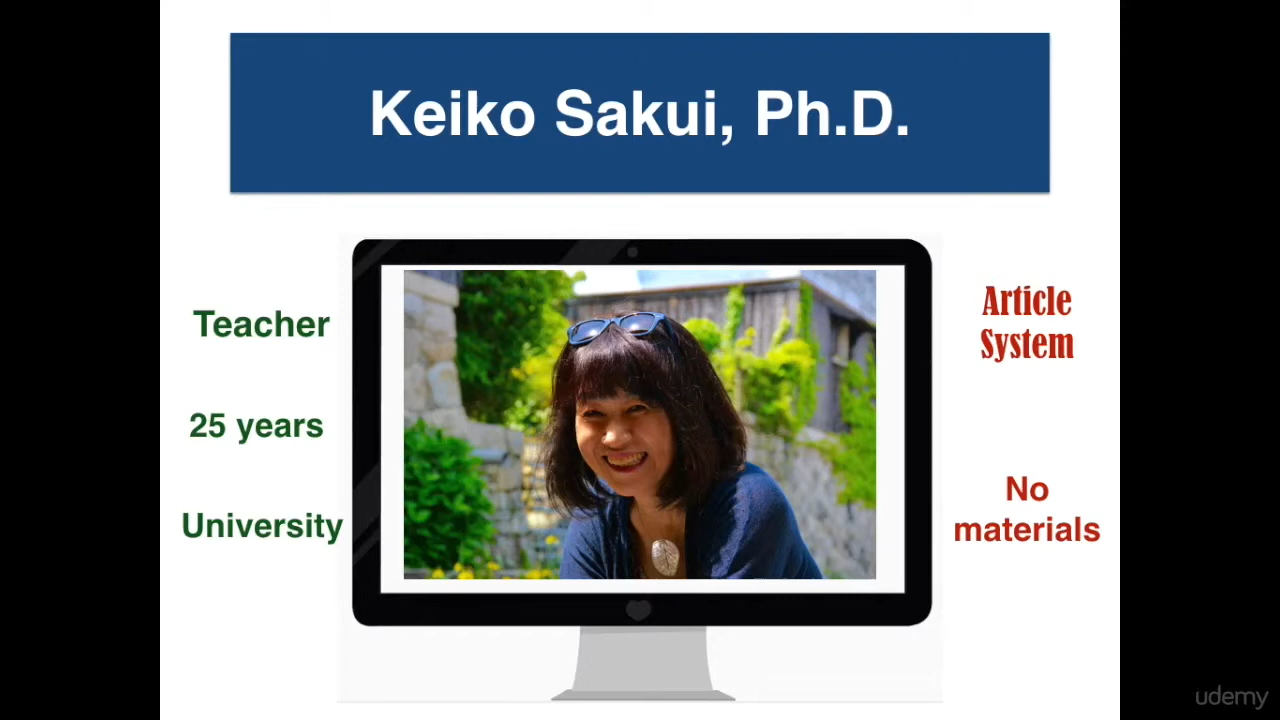 Keiko Sakui, Ph.D.
Teacher
25 years
University
Article
System
No
materials
udemy